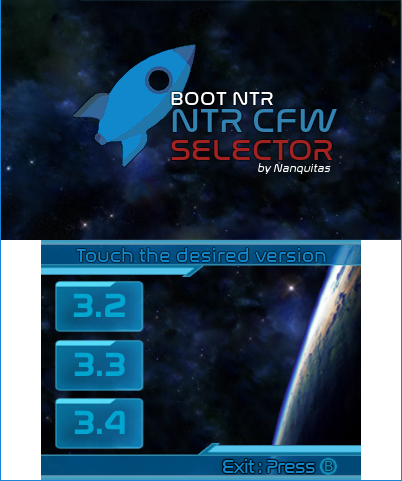 BOOT NTR
NTR CFW
SELECTOR
by Nanquitas
Touch the desired version
3.2
3.3
3.4
Exit : Press B